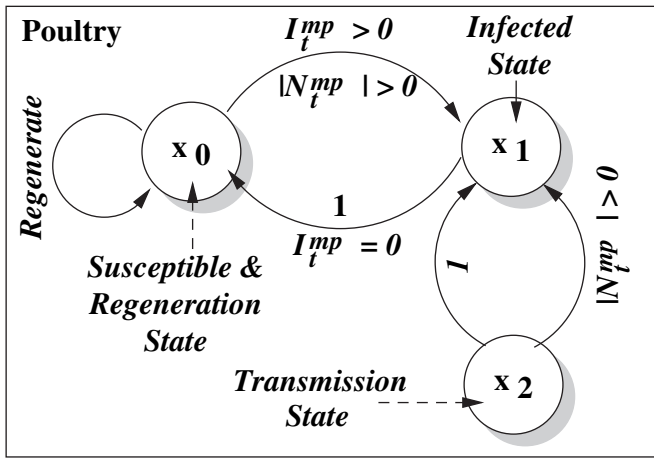 Poultry
I_t^{mp} > 0
|N_t^{mp}| > 0
Infected
State
x 0
x 1
Regenerate
1
I_t^{mp} = 0
Susceptible &
Regeneration
State
1
|N_t^{mp}| > 0
x 2
Transmission
State